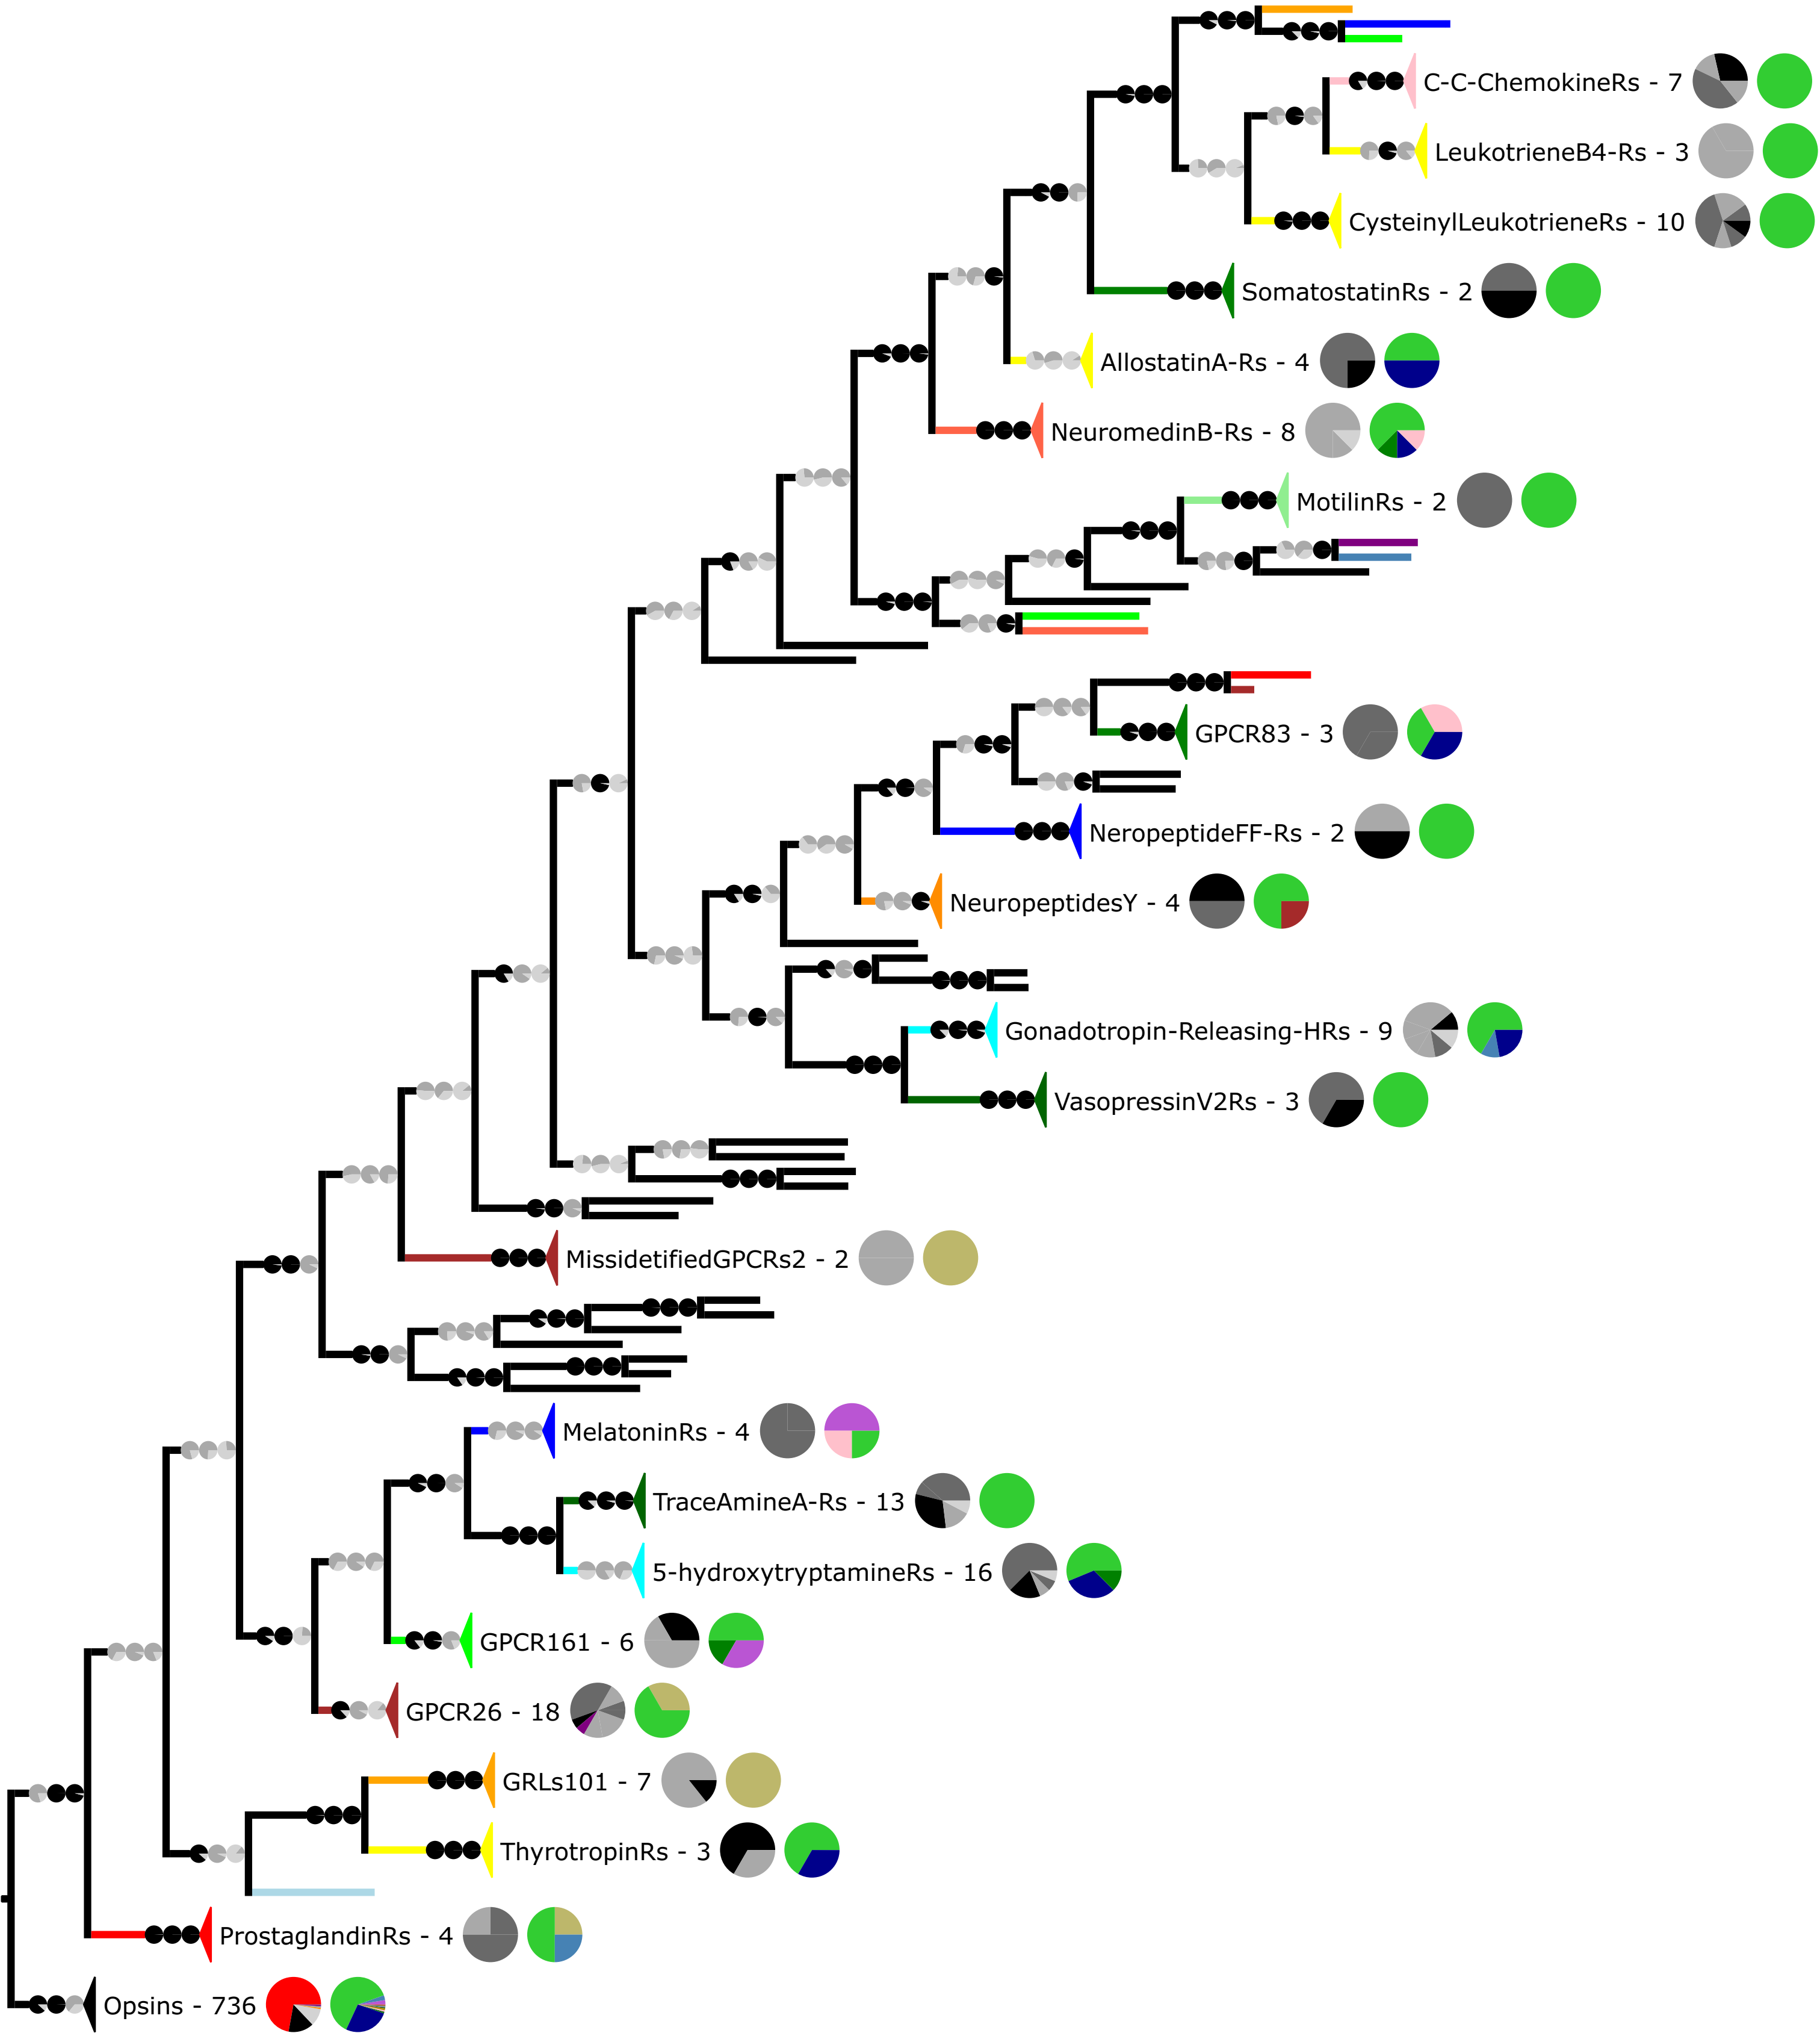 C-C-ChemokineRs - 7
LeukotrieneB4-Rs - 3
CysteinylLeukotrieneRs - 10
SomatostatinRs - 2
AllostatinA-Rs - 4
NeuromedinB-Rs - 8
MotilinRs - 2
GPCR83 - 3
NeropeptideFF-Rs - 2
NeuropeptidesY - 4
Gonadotropin-Releasing-HRs - 9
VasopressinV2Rs - 3
MissidetifiedGPCRs2 - 2
MelatoninRs - 4
TraceAmineA-Rs - 13
5-hydroxytryptamineRs - 16
GPCR161 - 6
GPCR26 - 18
GRLs101 - 7
ThyrotropinRs - 3
ProstaglandinRs - 4
Opsins - 736